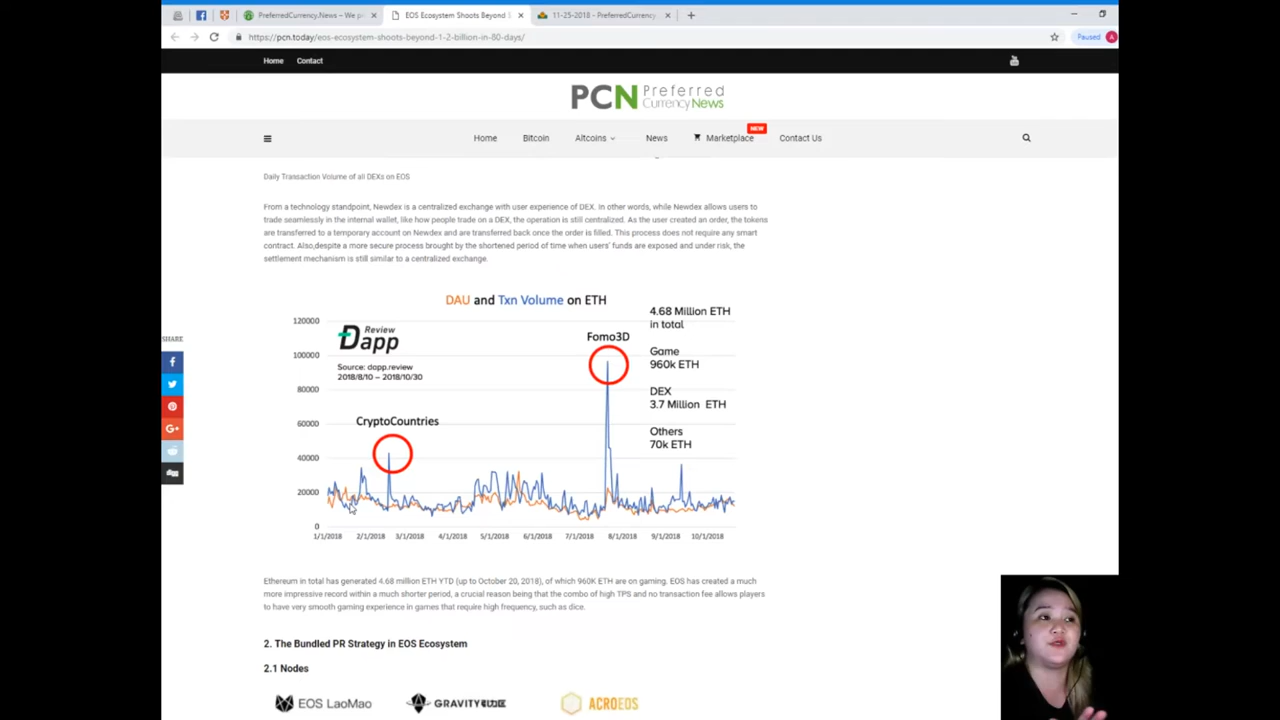 PreferredCurrency.News – We pr
EOS Ecosystem Shoots Beyond
11-25-2018 - PreferredCurrency
https://pcn.today/eos-ecosystem-shoots-beyond-1-2-billion-in-80-days/
Paused
A
Home Contact
PCN Preferred Currency News
NEW
Home Bitcoin Altcoins News Marketplace Contact Us
Daily Transaction Volume of all DEXs on EOS
From a technology standpoint, Newdex is a centralized exchange with user experience of DEX. In other words, while Newdex allows users to
trade seamlessly in the internal wallet, like how people trade on a DEX, the operation is still centralized. As the user created an order, the tokens
are transferred to a temporary account on Newdex and are transferred back once the order is filled. This process does not require any smart
contract. Also,despite a more secure process brought by the shortened period of time when users' funds are exposed and under risk, the
settlement mechanism is still similar to a centralized exchange.
DAU and Txn Volume on ETH
120000
100000
80000
60000
40000
20000
0
Dapp Review
Source: dapp.review
2018/8/10 – 2018/10/30
CryptoCountries
Fomo3D
4.68 Million ETH
in total
Game
960k ETH
DEX
3.7 Million ETH
Others
70k ETH
1/1/2018 2/1/2018 3/1/2018 4/1/2018 5/1/2018 6/1/2018 7/1/2018 8/1/2018 9/1/2018 10/1/2018
SHARE
Ethereum in total has generated 4.68 million ETH YTD (up to October 20, 2018), of which 960K ETH are on gaming. EOS has created a much
more impressive record within a much shorter period, a crucial reason being that the combo of high TPS and no transaction fee allows players
to have very smooth gaming experience in games that require high frequency, such as dice.
2. The Bundled PR Strategy in EOS Ecosystem
2.1 Nodes
EOS LaoMao GRAVITY ACROEOS